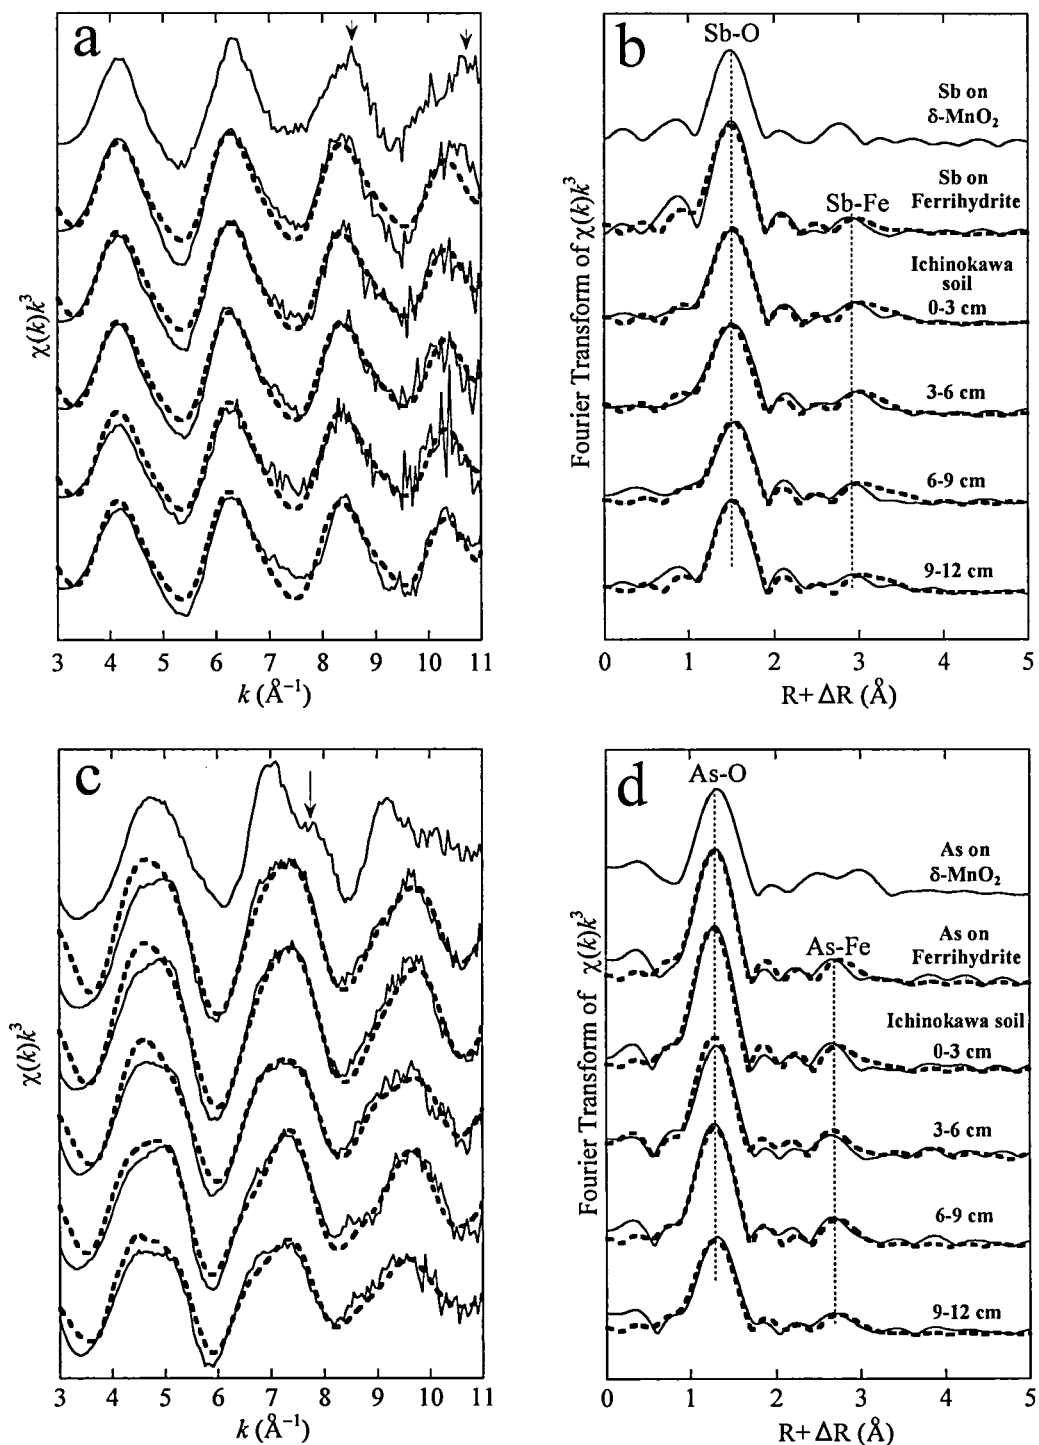 a
χ(k)k³
3 4 5 6 7 8 9 10 11
k (Å⁻¹)
b
Sb-O
Sb on
δ-MnO₂
Sb on
Ferrihydrite
Sb-Fe
Ichinokawa
soil
0-3 cm
3-6 cm
6-9 cm
9-12 cm
Fourier Transform of χ(k)k³
0 1 2 3 4 5
R+ ΔR (Å)
c
χ(k)k³
3 4 5 6 7 8 9 10 11
k (Å⁻¹)
d
As-O
As on
δ-MnO₂
As on
Ferrihydrite
As-Fe
Ichinokawa soil
0-3 cm
3-6 cm
6-9 cm
9-12 cm
Fourier Transform of χ(k)k³
0 1 2 3 4 5
R+ ΔR (Å)